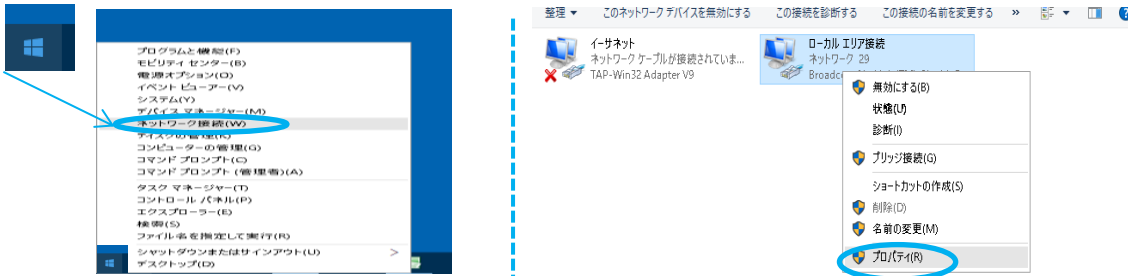 プログラムと機能(F)
モビリティ センター(B)
電源オプション(O)
イベント ビューアー(V)
システム(Y)
デバイス マネージャー(M)
ネットワーク接続(W)
ディスクの管理(K)
コンピューターの管理(G)
コマンド プロンプト(C)
コマンド プロンプト (管理者)(A)
タスク マネージャー(T)
コントロール パネル(P)
エクスプローラー(E)
検索(S)
ファイル名を指定して実行(R)
シャットダウンまたはサインアウト(U) >
デスクトップ(D)
整理 ▼ このネットワーク デバイスを無効にする この接続を診断する この接続の名前を変更する »
イーサネット
ネットワーク ケーブルが接続されていま...
TAP-Win32 Adapter V9
ローカル エリア接続
ネットワーク 29
無効にする(B)
状態(U)
診断(I)
ブリッジ接続(G)
ショートカットの作成(S)
削除(D)
名前の変更(M)
プロパティ(R)